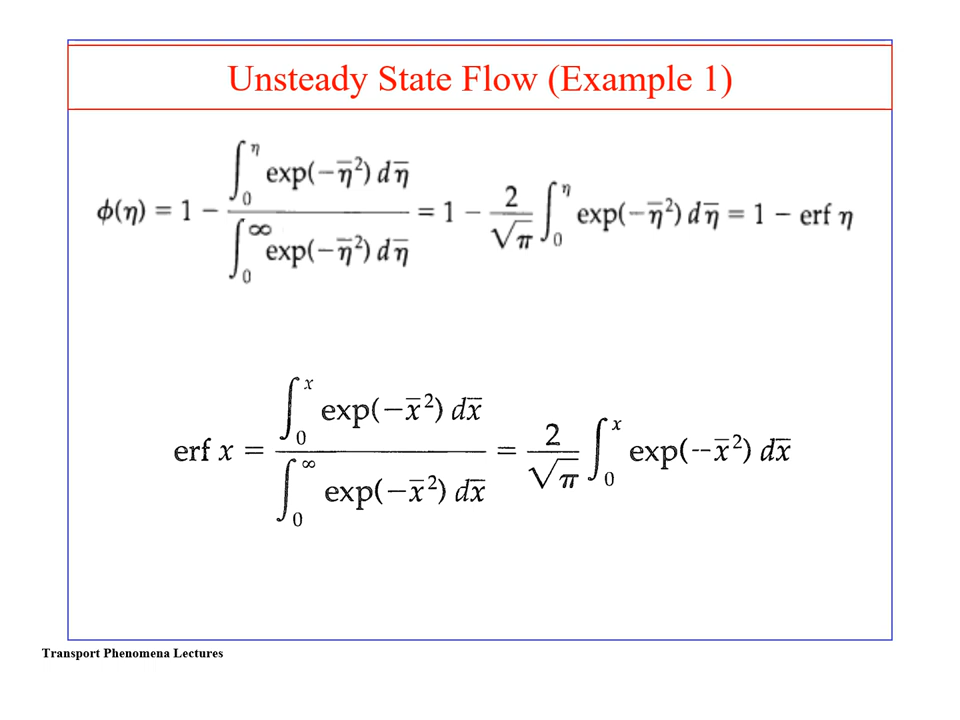 Unsteady State Flow (Example 1)
ϕ(η) = 1 − ∫₀^η exp(−η̅²) dη̅ / ∫₀^∞ exp(−η̅²) dη̅ = 1 − 2/√π ∫₀^η exp(−η̅²) dη̅ = 1 − erf η
erf x = ∫₀^x exp(−x̅²) dx̅ / ∫₀^∞ exp(−x̅²) dx̅ = 2/√π ∫₀^x exp(--x̅²) dx̅
Transport Phenomena Lectures